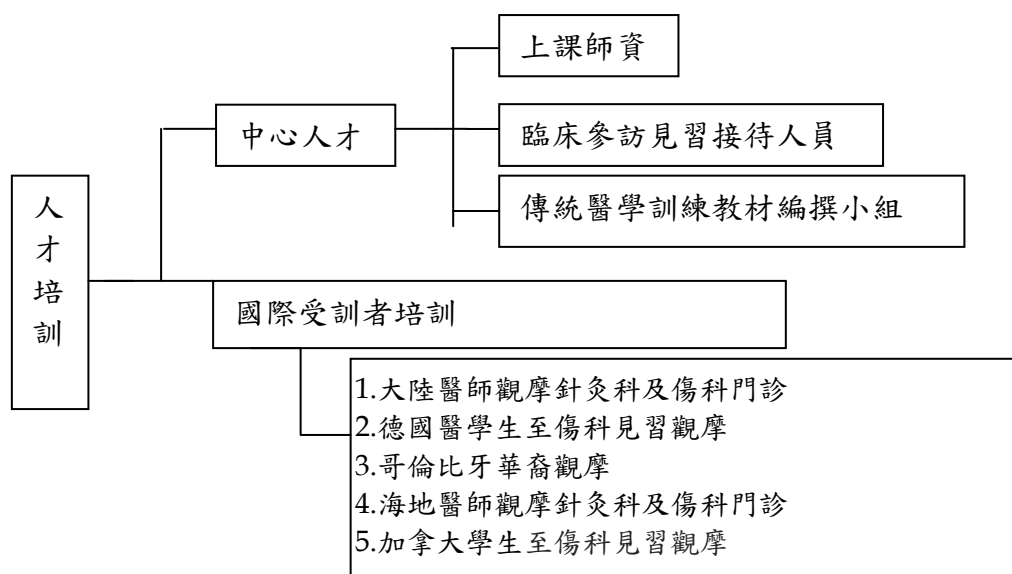 上課師資
中心人才
臨床參訪見習接待人員
傳統醫學訓練教材編撰小組
人才培訓
國際受訓者培訓
1.大陸醫師觀摩針灸科及傷科門診
2.德國醫學生至傷科見習觀摩
3.哥倫比牙華裔觀摩
4.海地醫師觀摩針灸科及傷科門診
5.加拿大學生至傷科見習觀摩